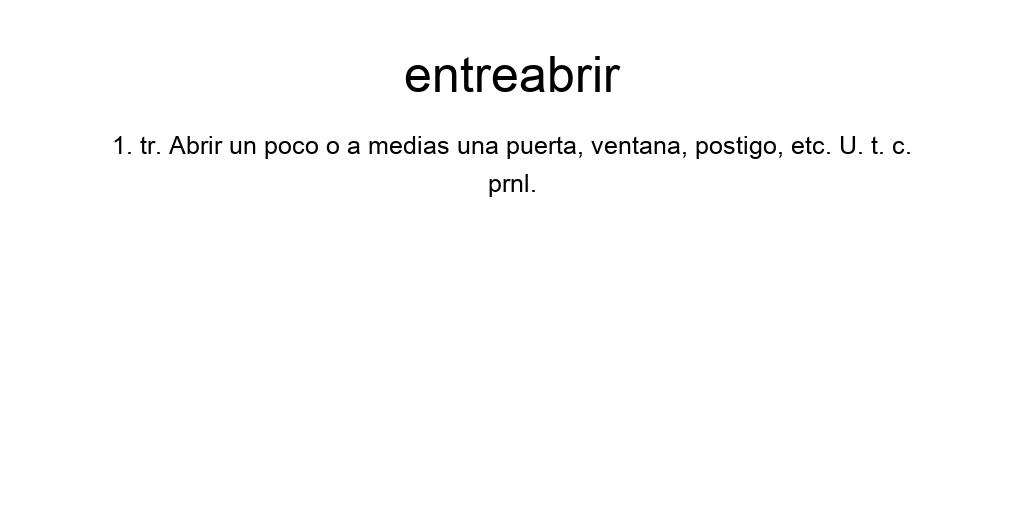 entreabrir
1. tr. Abrir un poco o a medias una puerta, ventana, postigo, etc. U. t. c.
prnl.